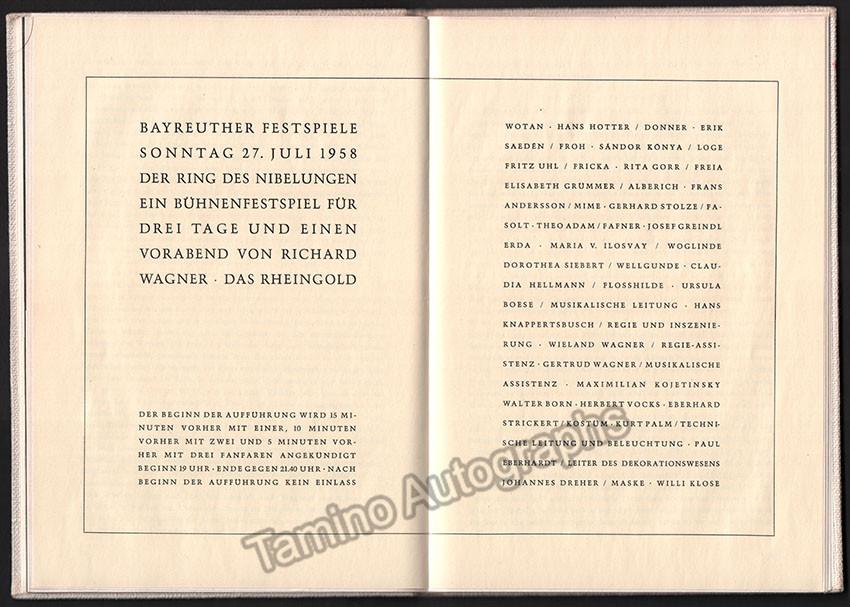 BAYREUTHER FESTSPIELE
SONNTAG 27. JULI 1958
DER RING DES NIBELUNGEN
EIN BÜHNENFESTSPIEL FÜR
DREI TAGE UND EINEN
VORABEND VON RICHARD
WAGNER · DAS RHEINGOLD
DER BEGINN DER AUFFÜHRUNG WIRD 15 MI-
NUTEN VORHER MIT EINER, 10 MINUTEN
VORHER MIT ZWEI UND 5 MINUTEN VOR-
HER MIT DREI FANFAREN ANGEKÜNDIGT
BEGINN 19 UHR · ENDE GEGEN 21.40 UHR · NACH
BEGINN DER AUFFÜHRUNG KEIN EINLASS
WOTAN · HANS HOTTER / DONNER · ERIK
SAEDÉN / FROH · SÁNDOR KÓNYA / LOGE
FRITZ UHL / FRICKA · RITA GORR / FREIA
ELISABETH GRÜMMER / ALBERICH · FRANS
ANDERSSON / MIME · GERHARD STOLZE / FA-
SOLT · THEO ADAM / FAFNER · JOSEF GREINDL
ERDA · MARIA V. ILOSVAY / WOGLINDE
DOROTHEA SIEBERT / WELLGUNDE · CLAU-
DIA HELLMANN / FLOSSHILDE · URSULA
BOESE / MUSIKALISCHE LEITUNG · HANS
KNAPPERTSBUSCH / REGIE UND INSZENIE-
RUNG · WIELAND WAGNER / REGIE-ASSI-
STENZ · GERTRUD WAGNER / MUSIKALISCHE
ASSISTENZ · MAXIMILIAN KOJETINSKY
WALTER BORN · HERBERT VOCKS · EBERHARD
STRICKERT / KOSTÜM · KURT PALM / TECHNI-
SCHE LEITUNG UND BELEUCHTUNG · PAUL
EBERHARDT / LEITER DES DEKORATIONSWESENS
JOHANNES DREHER / MASKE · WILLI KLOSE
Tamino Autographs